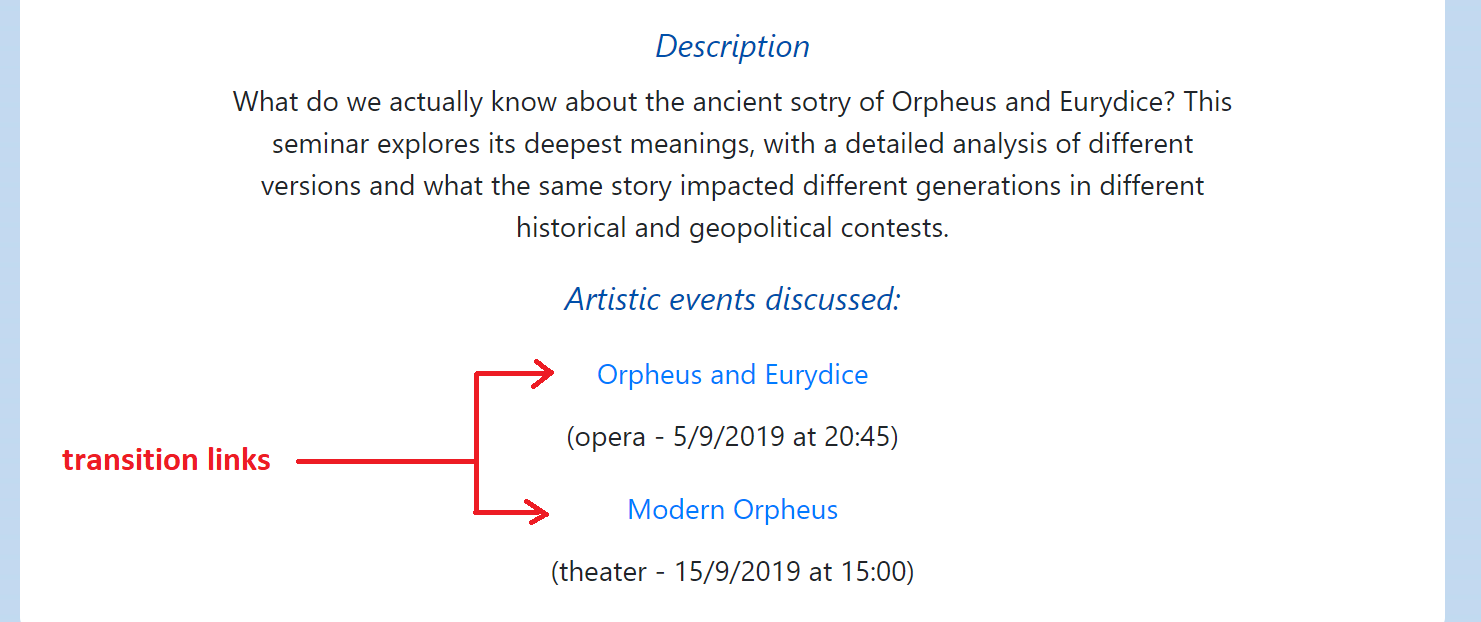 Description
What do we actually know about the ancient sotry of Orpheus and Eurydice? This
seminar explores its deepest meanings, with a detailed analysis of different
versions and what the same story impacted different generations in different
historical and geopolitical contests.
Artistic events discussed:
Orpheus and Eurydice
(opera - 5/9/2019 at 20:45)
transition links
Modern Orpheus
(theater - 15/9/2019 at 15:00)